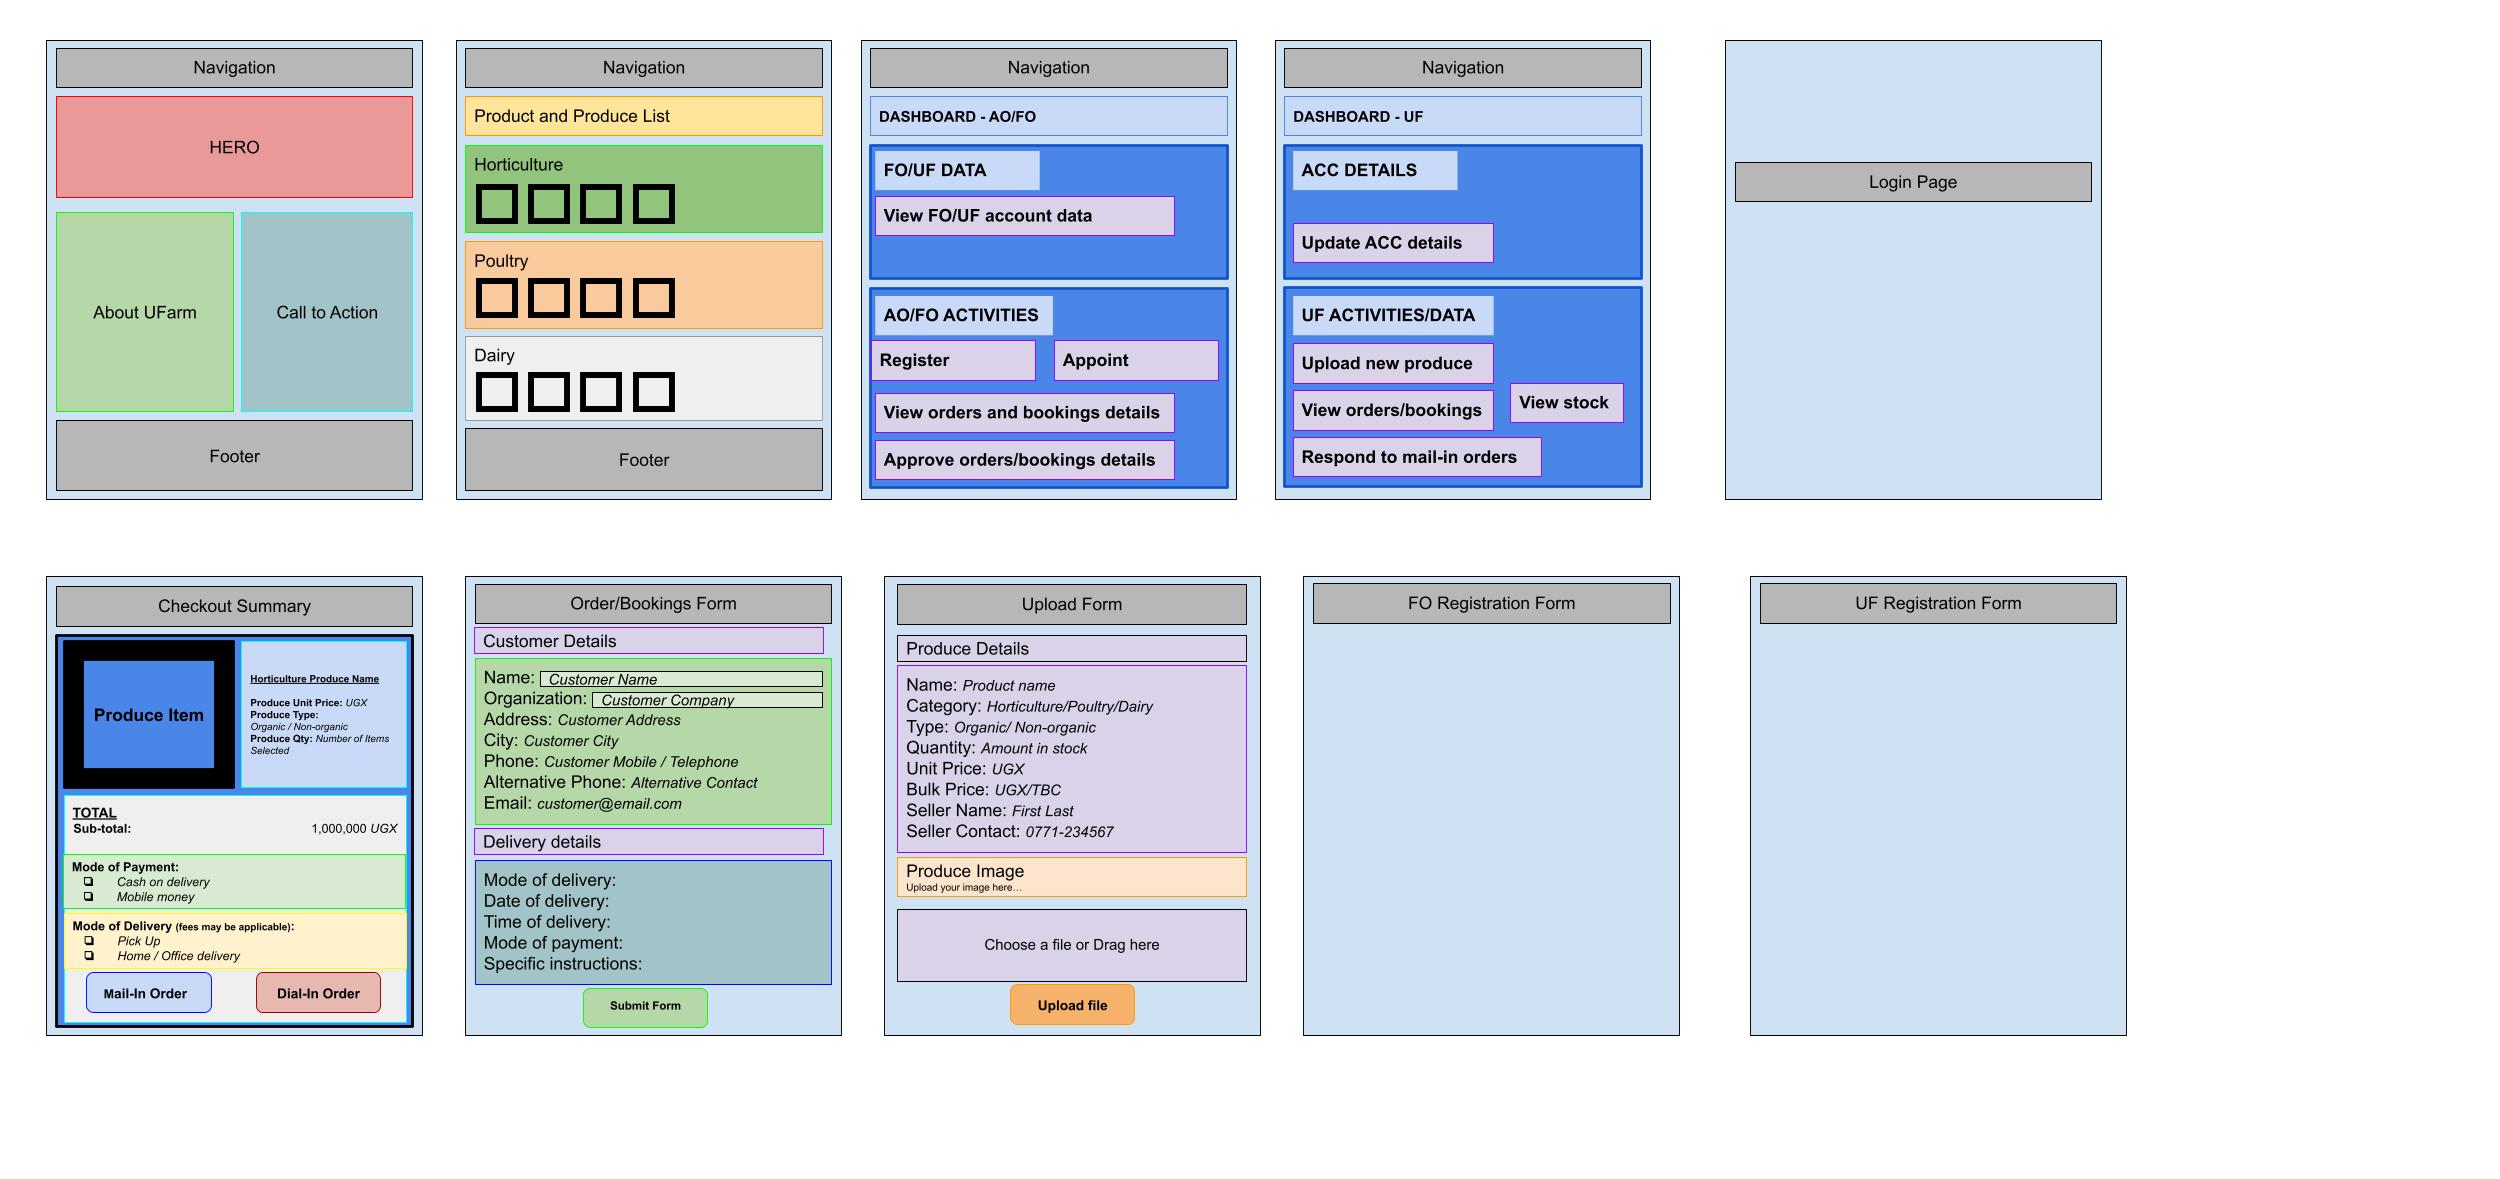 Navigation
HERO
About UFarm
Call to Action
Footer
Navigation
Product and Produce List
Horticulture
Poultry
Dairy
Footer
Navigation
DASHBOARD - AO/FO
FO/UF DATA
View FO/UF account data
AO/FO ACTIVITIES
Register
Appoint
View orders and bookings details
Approve orders/bookings details
Navigation
DASHBOARD - UF
ACC DETAILS
Update ACC details
UF ACTIVITIES/DATA
Upload new produce
View orders/bookings
View stock
Respond to mail-in orders
Login Page
Checkout Summary
Produce Item
Horticulture Produce Name
Produce Unit Price: UGX
Produce Type:
Organic / Non-organic
Produce Qty: Number of Items
Selected
TOTAL
Sub-total: 1,000,000 UGX
Mode of Payment:
Cash on delivery
Mobile money
Mode of Delivery (fees may be applicable):
Pick Up
Home / Office delivery
Mail-In Order
Dial-In Order
Order/Bookings Form
Customer Details
Name: Customer Name
Organization: Customer Company
Address: Customer Address
City: Customer City
Phone: Customer Mobile / Telephone
Alternative Phone: Alternative Contact
Email: customer@email.com
Delivery details
Mode of delivery:
Date of delivery:
Time of delivery:
Mode of payment:
Specific instructions:
Submit Form
Upload Form
Produce Details
Name: Product name
Category: Horticulture/Poultry/Dairy
Type: Organic/ Non-organic
Quantity: Amount in stock
Unit Price: UGX
Bulk Price: UGX/TBC
Seller Name: First Last
Seller Contact: 0771-234567
Produce Image
Upload your image here…
Choose a file or Drag here
Upload file
FO Registration Form
UF Registration Form